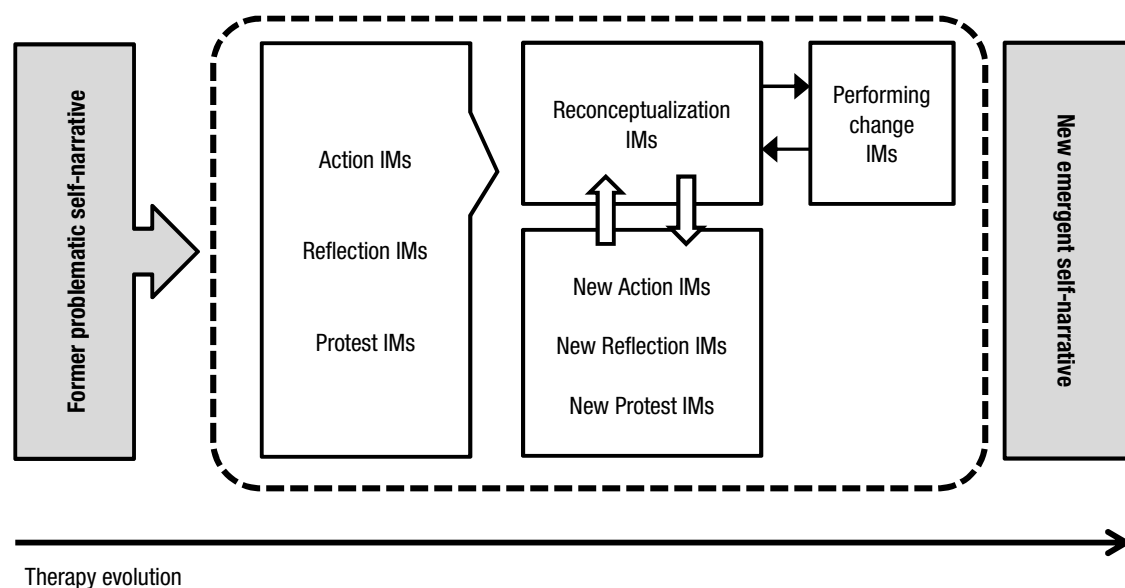 Former problematic self-narrative
Action IMs
Reflection IMs
Protest IMs
Reconceptualization
IMs
New Action IMs
New Reflection IMs
New Protest IMs
Performing
change
IMs
New emergent self-narrative
Therapy evolution